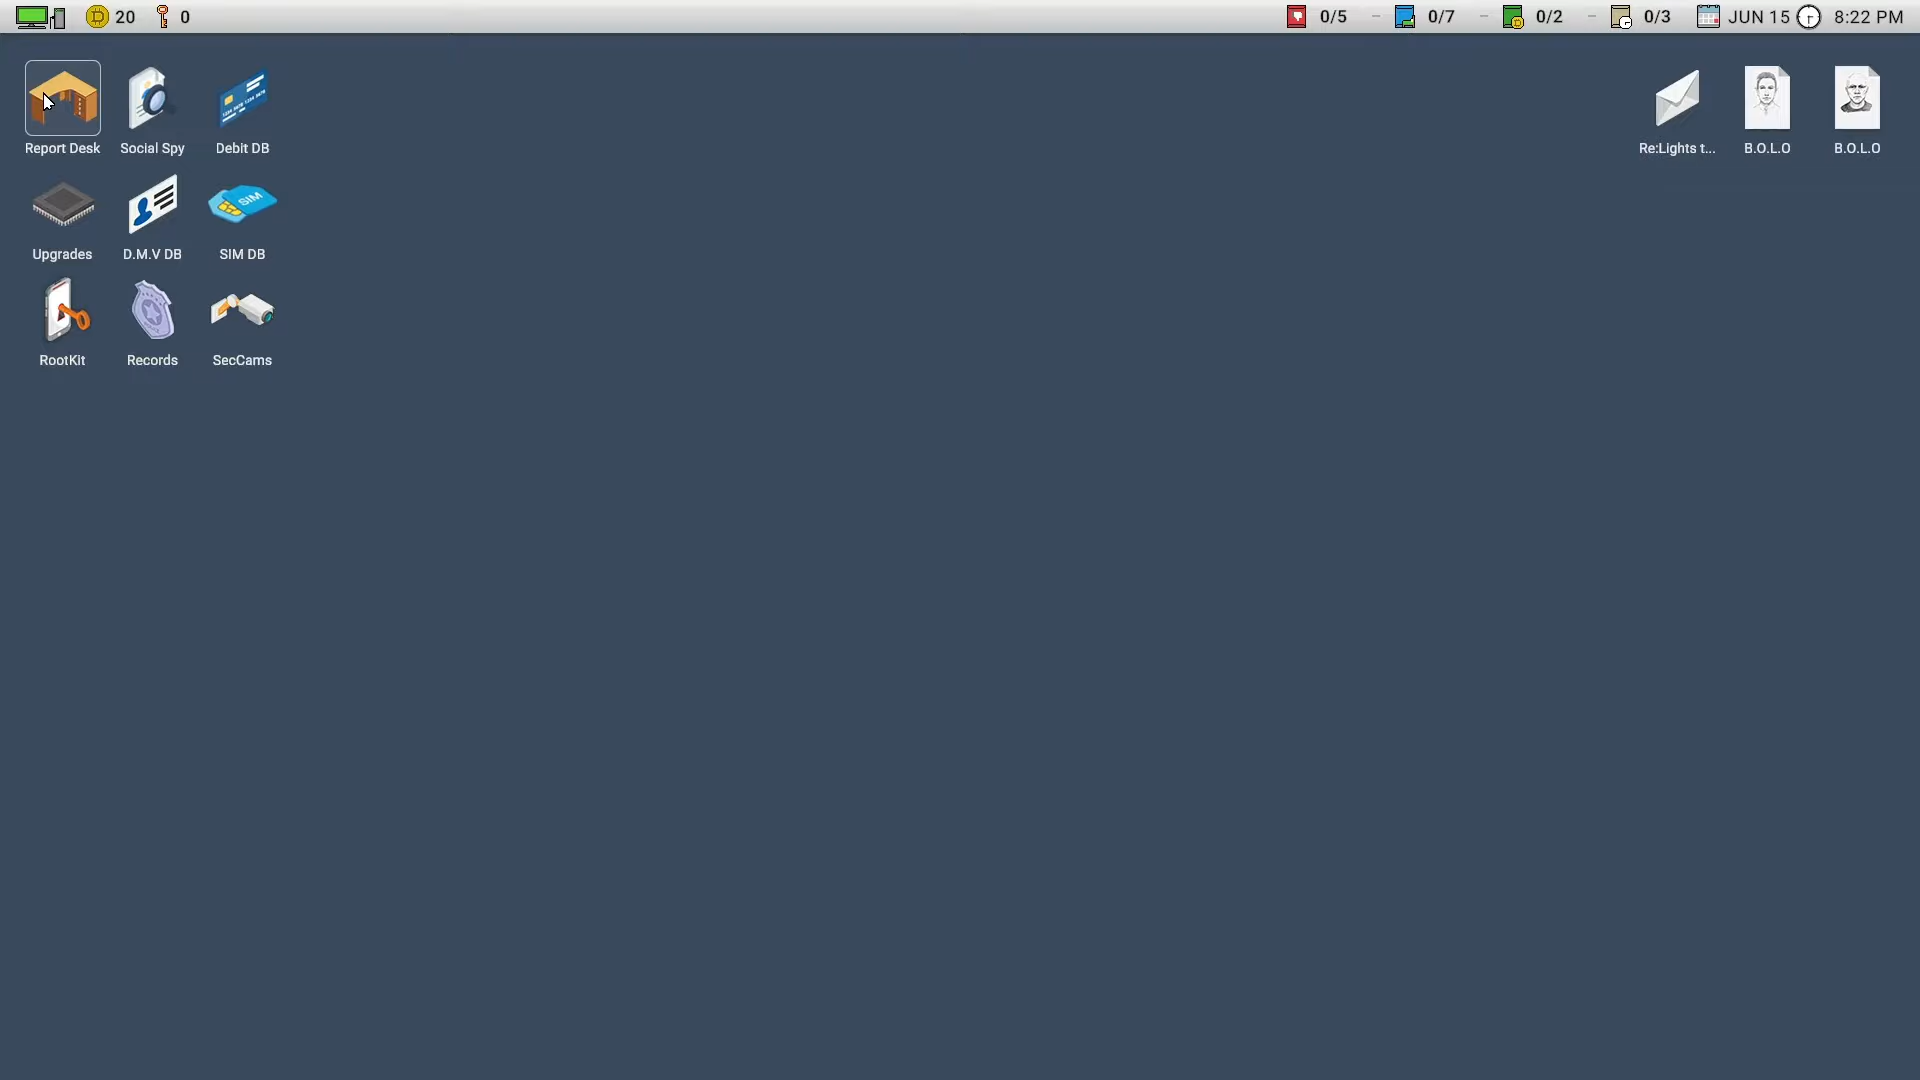 20 0 0/5 – 0/7 – 0/2 – 0/3 JUN 15 8:22 PM
Report Desk Social Spy Debit DB Re:Lights t... B.O.L.O B.O.L.O
SIM
Upgrades D.M.V DB SIM DB
RootKit Records SecCams